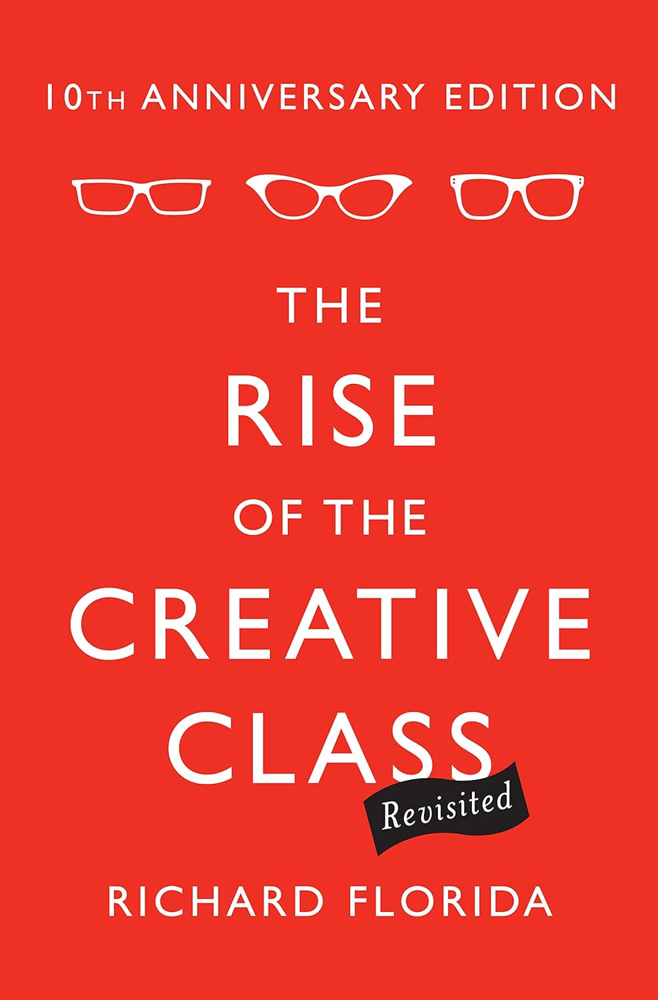 10TH ANNIVERSARY EDITION
THE
RISE
OF THE
CREATIVE
CLASS
Revisited
RICHARD FLORIDA